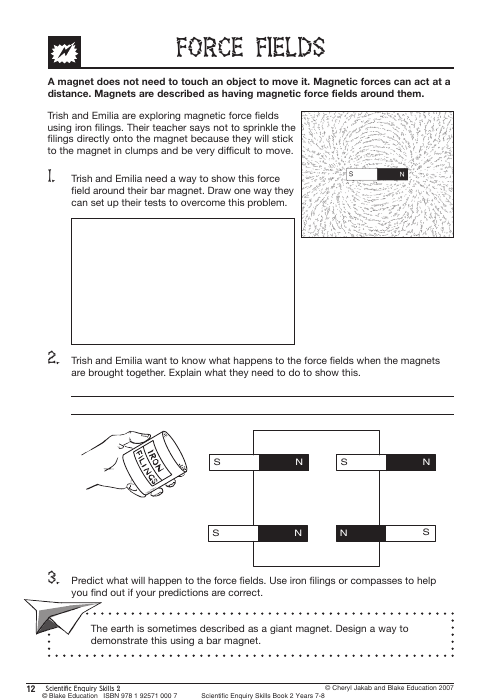 FORCE FIELDS
A magnet does not need to touch an object to move it. Magnetic forces can act at a
distance. Magnets are described as having magnetic force fields around them.
Trish and Emilia are exploring magnetic force fields
using iron filings. Their teacher says not to sprinkle the
filings directly onto the magnet because they will stick
to the magnet in clumps and be very difficult to move.
S N
1. Trish and Emilia need a way to show this force
field around their bar magnet. Draw one way they
can set up their tests to overcome this problem.
2. Trish and Emilia want to know what happens to the force fields when the magnets
are brought together. Explain what they need to do to show this.
IRON
FILINGS
S N S N
S N N S
3. Predict what will happen to the force fields. Use iron filings or compasses to help
you find out if your predictions are correct.
The earth is sometimes described as a giant magnet. Design a way to
demonstrate this using a bar magnet.
12 Scientific Enquiry Skills 2 © Cheryl Jakab and Blake Education 2007
© Blake Education ISBN 978 1 92571 000 7 Scientific Enquiry Skills Book 2 Years 7-8